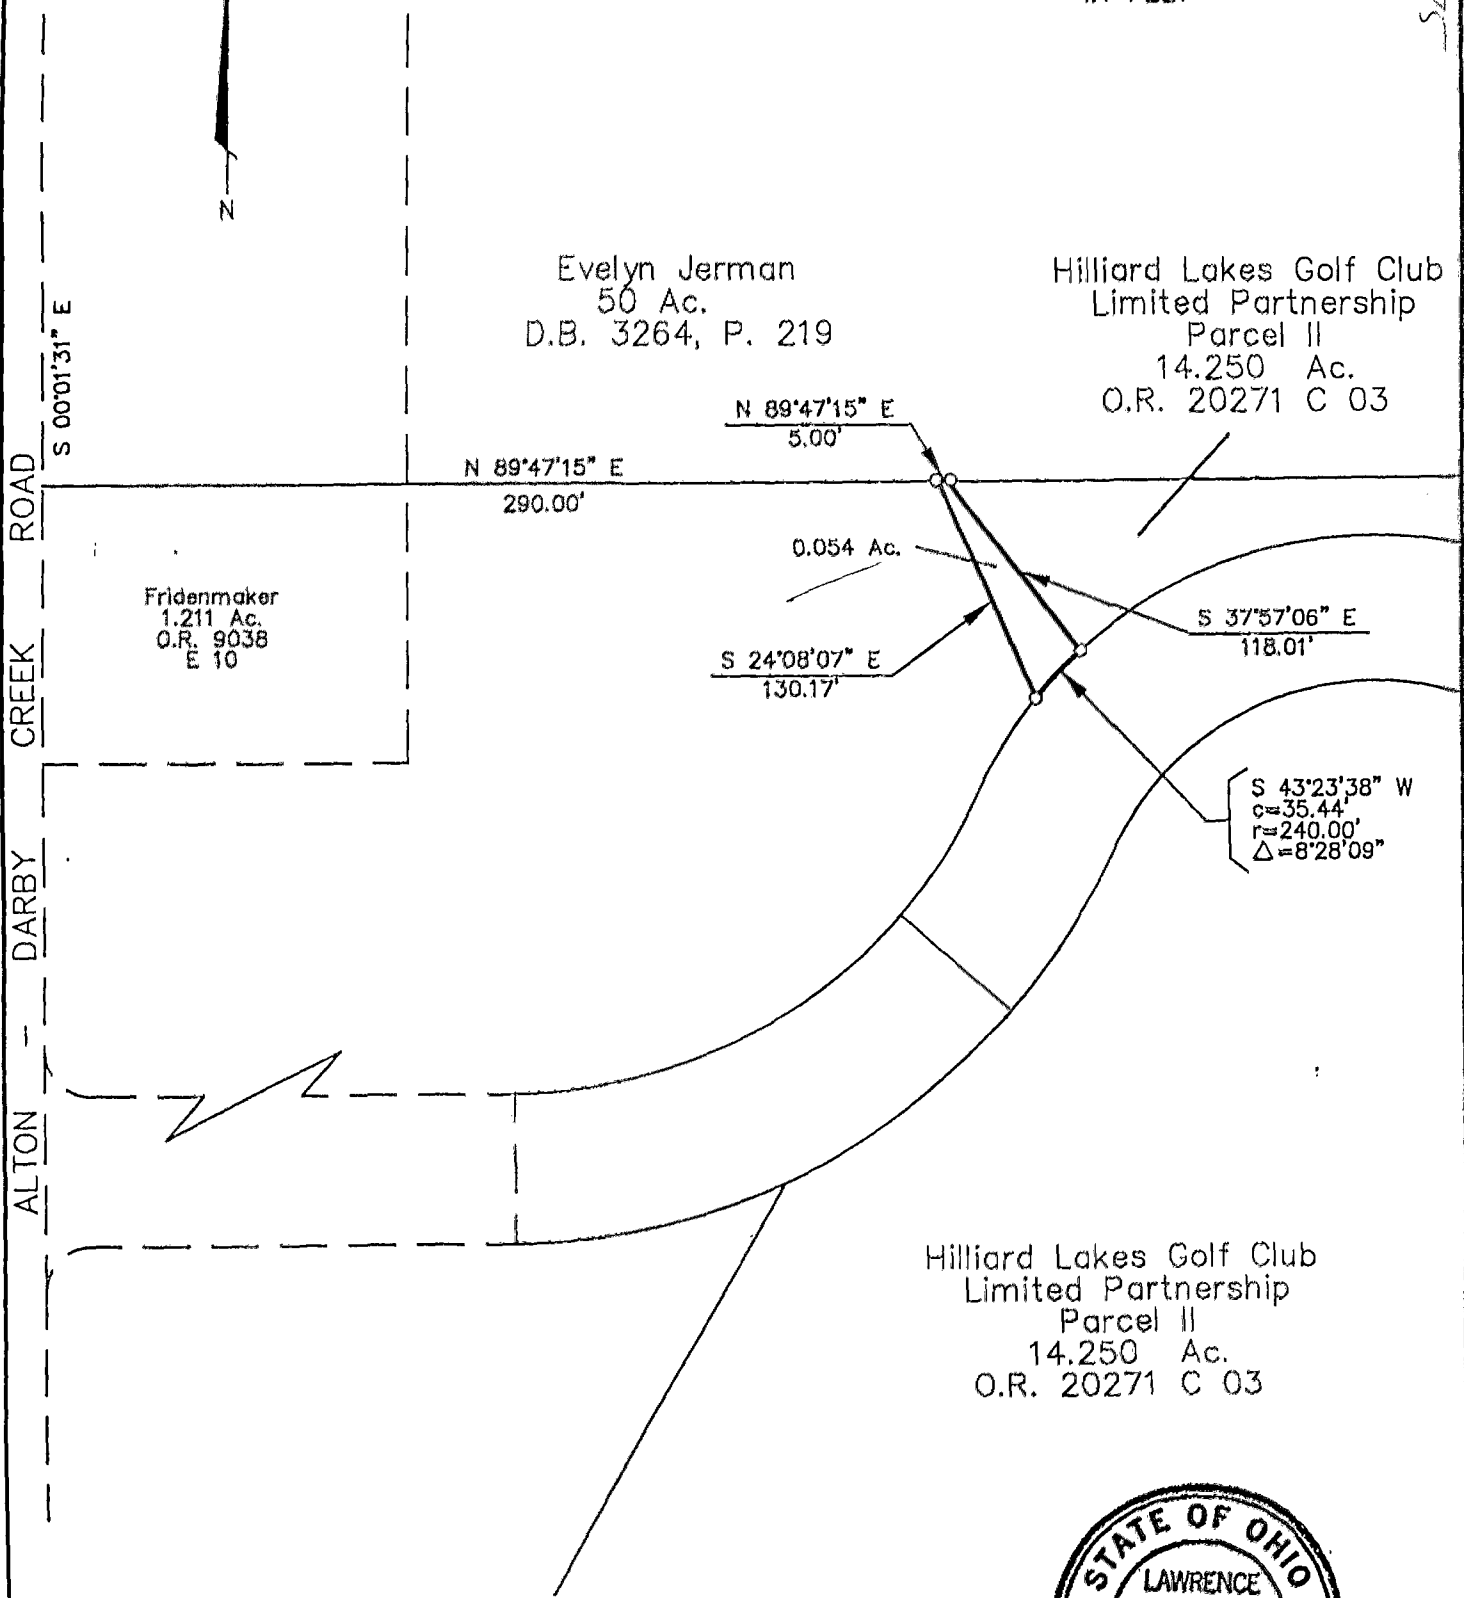 N
S 00°01'31" E
Evelyn Jerman
50 Ac.
D.B. 3264, P. 219
Hilliard Lakes Golf Club
Limited Partnership
Parcel II
14.250 Ac.
O.R. 20271 C 03
N 89°47'15" E
5.00'
N 89°47'15" E
290.00'
0.054 Ac.
Fridenmaker
1.211 Ac.
O.R. 9038
E 10
S 37°57'06" E
118.01'
S 24°08'07" E
130.17'
S 43°23'38" W
c=35.44'
r=240.00'
Δ=8°28'09"
ALTON - DARBY CREEK ROAD
Hilliard Lakes Golf Club
Limited Partnership
Parcel II
14.250 Ac.
O.R. 20271 C 03
STATE OF OHIO
LAWRENCE